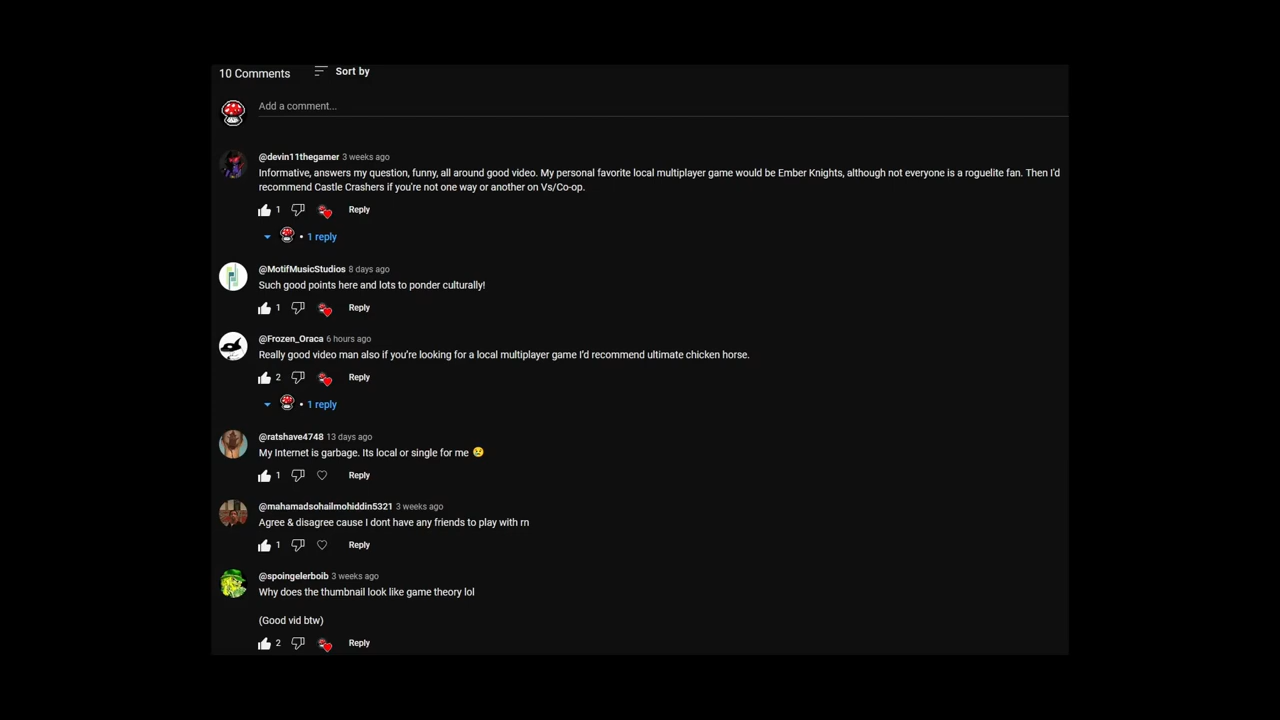 10 Comments Sort by
Add a comment...
@devin11thegamer 3 weeks ago
Informative, answers my question, funny, all around good video. My personal favorite local multiplayer game would be Ember Knights, although not everyone is a roguelite fan. Then I'd
recommend Castle Crashers if you're not one way or another on Vs/Co-op.
1 Reply
• 1 reply
@MotifMusicStudios 8 days ago
Such good points here and lots to ponder culturally!
1 Reply
@Frozen_Oraca 6 hours ago
Really good video man also if you're looking for a local multiplayer game I'd recommend ultimate chicken horse.
2 Reply
• 1 reply
@ratshave4748 13 days ago
My Internet is garbage. Its local or single for me 😢
1 Reply
@mahamadsohailmohiddin5321 3 weeks ago
Agree & disagree cause I dont have any friends to play with rn
1 Reply
@spoingelerboib 3 weeks ago
Why does the thumbnail look like game theory lol
(Good vid btw)
2 Reply